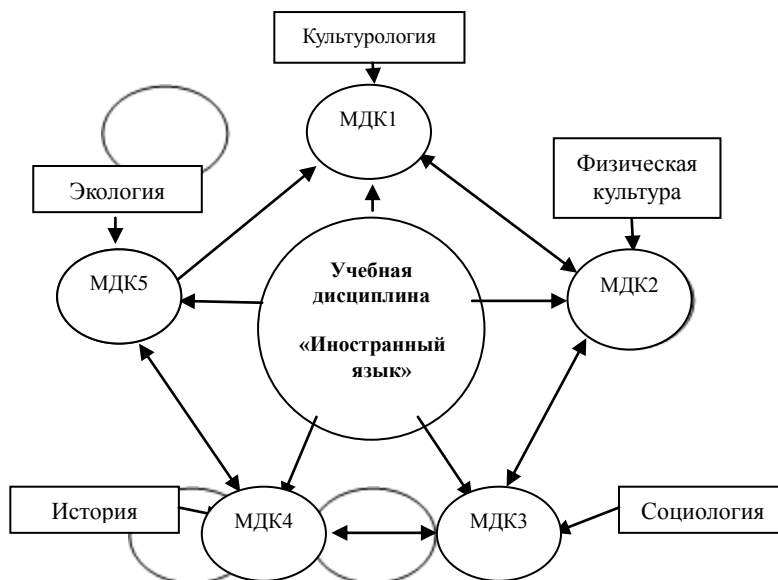 Культурология
МДК1
Физическая
культура
Экология
МДК5
Учебная
дисциплина
«Иностранный
язык»
МДК2
История
МДК4
МДК3
Социология